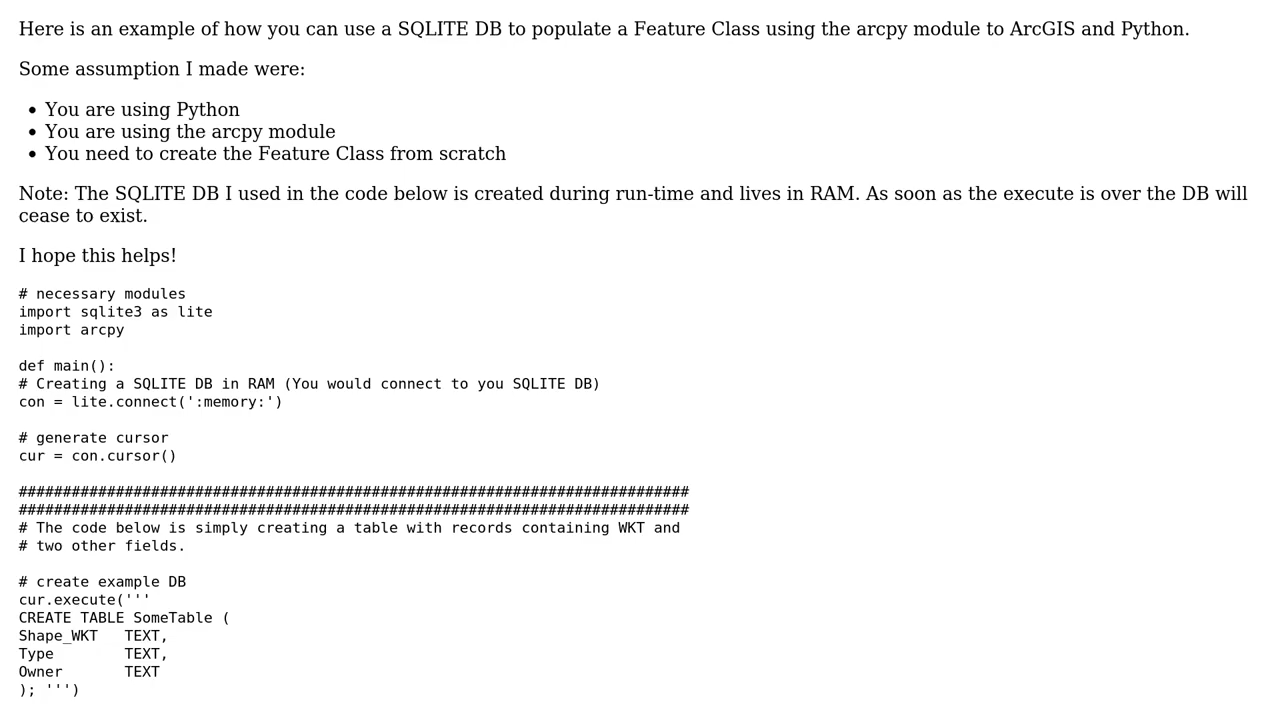 Here is an example of how you can use a SQLITE DB to populate a Feature Class using the arcpy module to ArcGIS and Python.
Some assumption I made were:
• You are using Python
• You are using the arcpy module
• You need to create the Feature Class from scratch
Note: The SQLITE DB I used in the code below is created during run-time and lives in RAM. As soon as the execute is over the DB will
cease to exist.
I hope this helps!
# necessary modules
import sqlite3 as lite
import arcpy
def main():
# Creating a SQLITE DB in RAM (You would connect to you SQLITE DB)
con = lite.connect(':memory:')
# generate cursor
cur = con.cursor()
############################################################################
############################################################################
# The code below is simply creating a table with records containing WKT and
# two other fields.
# create example DB
cur.execute('''
CREATE TABLE SomeTable (
Shape_WKT   TEXT,
Type        TEXT,
Owner       TEXT
); ''')